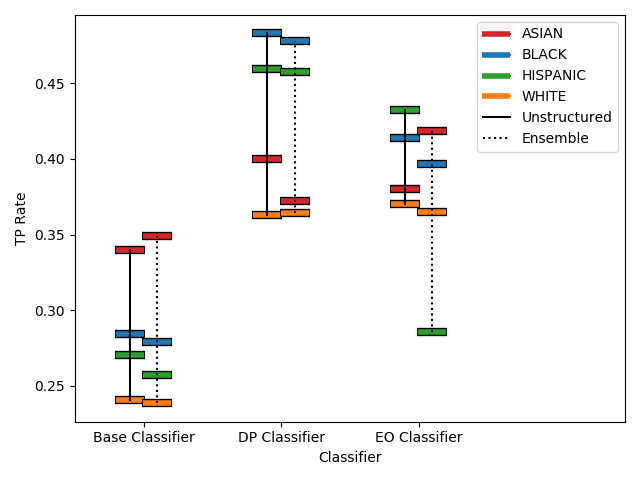 ASIAN
BLACK
HISPANIC
WHITE
Unstructured
Ensemble
TP Rate
0.45
0.40
0.35
0.30
0.25
Base Classifier
DP Classifier
EO Classifier
Classifier